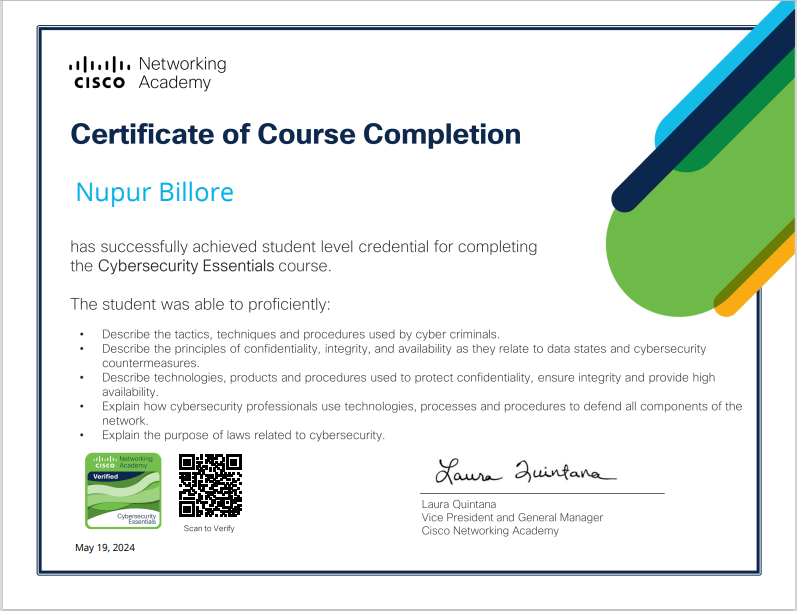 Networking
CISCO Academy
Certificate of Course Completion
Nupur Billore
has successfully achieved student level credential for completing
the Cybersecurity Essentials course.
The student was able to proficiently:
• Describe the tactics, techniques and procedures used by cyber criminals.
• Describe the principles of confidentiality, integrity, and availability as they relate to data states and cybersecurity
countermeasures.
• Describe technologies, products and procedures used to protect confidentiality, ensure integrity and provide high
availability.
• Explain how cybersecurity professionals use technologies, processes and procedures to defend all components of the
network.
• Explain the purpose of laws related to cybersecurity.
Networking
CISCO Academy
Verified
Cybersecurity
Essentials
Scan to Verify
May 19, 2024
Laura Quintana
Laura Quintana
Vice President and General Manager
Cisco Networking Academy